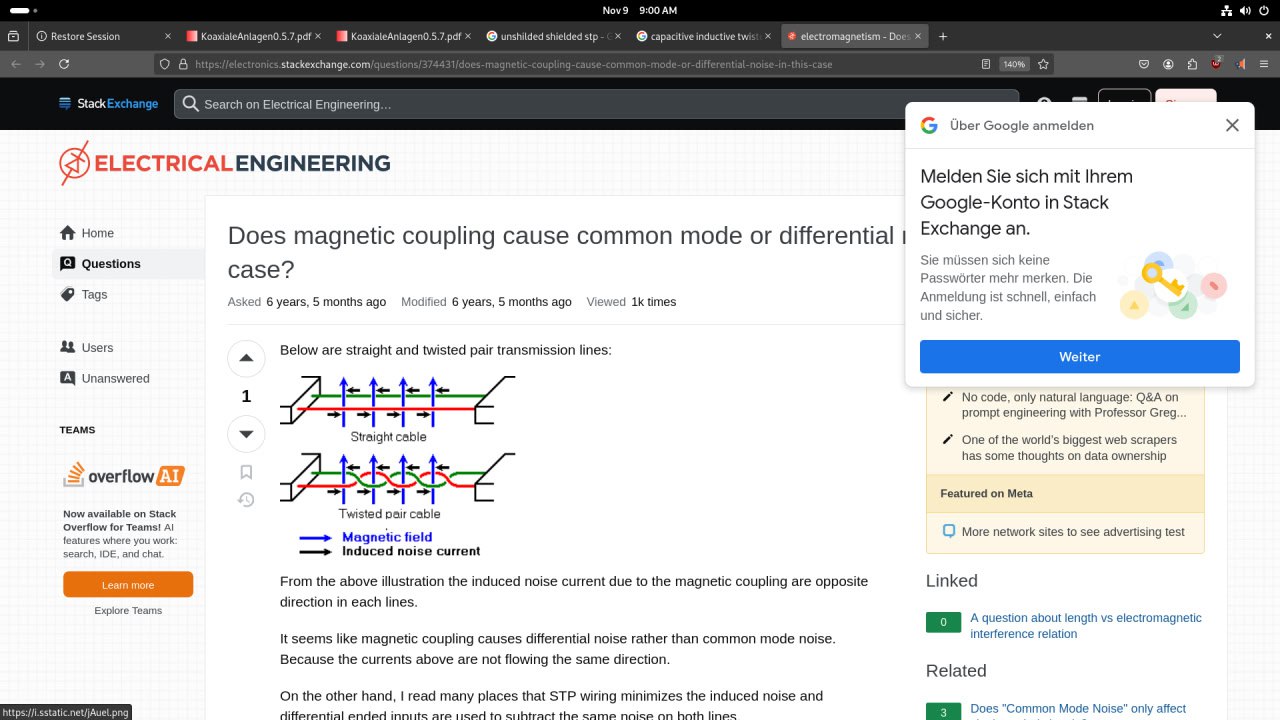 Nov 9 9:00 AM
Restore Session
KoaxialeAnlagen0.5.7.pdf
KoaxialeAnlagen0.5.7.pdf
unshilded shielded stp - G
capacitive inductive twist
electromagnetism - Does
https://electronics.stackexchange.com/questions/374431/does-magnetic-coupling-cause-common-mode-or-differential-noise-in-this-case
140%
2
StackExchange
Search on Electrical Engineering…
ELECTRICAL ENGINEERING
Über Google anmelden
Melden Sie sich mit Ihrem
Google-Konto in Stack
Exchange an.
Sie müssen sich keine
Passwörter mehr merken. Die
Anmeldung ist schnell, einfach
und sicher.
Weiter
Home
Questions
Tags
Users
Unanswered
TEAMS
overflowAI
Now available on Stack
Overflow for Teams! AI
features where you work:
search, IDE, and chat.
Learn more
Explore Teams
Does magnetic coupling cause common mode or differential
case?
Asked 6 years, 5 months ago Modified 6 years, 5 months ago Viewed 1k times
1
Below are straight and twisted pair transmission lines:
Straight cable
Twisted pair cable
Magnetic field
Induced noise current
From the above illustration the induced noise current due to the magnetic coupling are opposite
direction in each lines.
It seems like magnetic coupling causes differential noise rather than common mode noise.
Because the currents above are not flowing the same direction.
On the other hand, I read many places that STP wiring minimizes the induced noise and
differential ended inputs are used to subtract the same noise on both lines.
No code, only natural language: Q&A on
prompt engineering with Professor Greg...
One of the world's biggest web scrapers
has some thoughts on data ownership
Featured on Meta
More network sites to see advertising test
Linked
0 A question about length vs electromagnetic
interference relation
Related
3 Does "Common Mode Noise" only affect
https://i.sstatic.net/jAuel.png